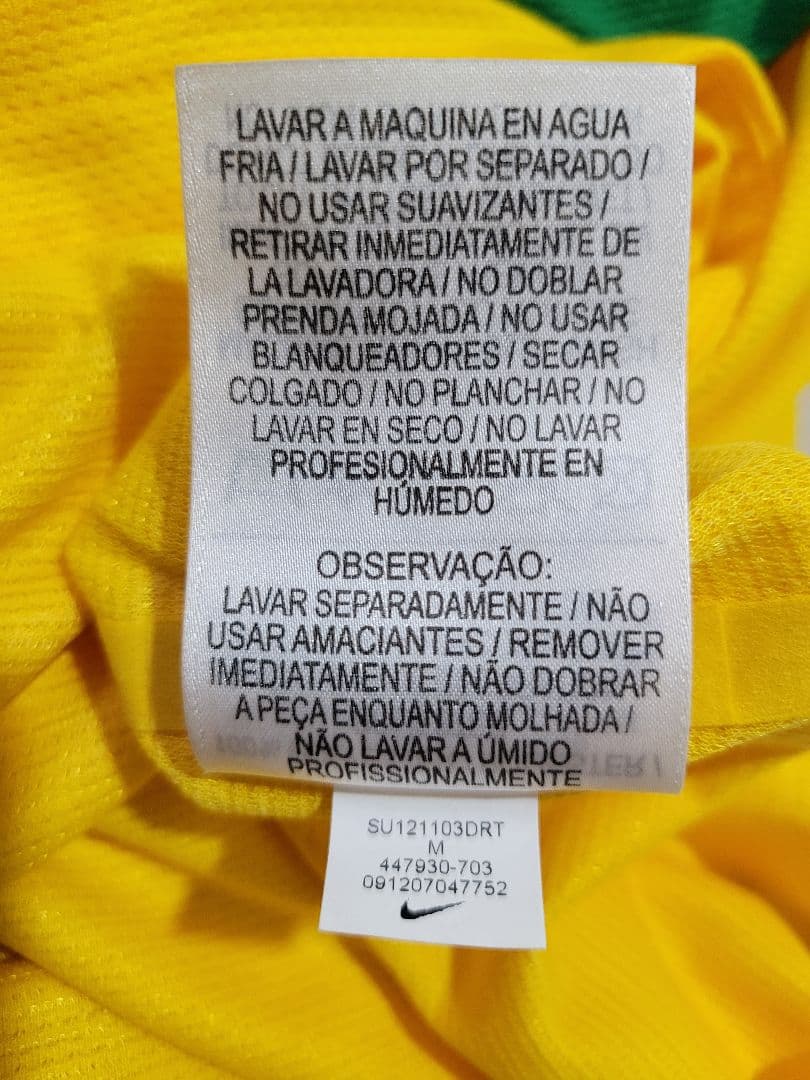 LAVAR A MAQUINA EN AGUA
FRIA / LAVAR POR SEPARADO /
NO USAR SUAVIZANTES /
RETIRAR INMEDIATAMENTE DE
LA LAVADORA / NO DOBLAR
PRENDA MOJADA / NO USAR
BLANQUEADORES / SECAR
COLGADO / NO PLANCHAR / NO
LAVAR EN SECO / NO LAVAR
PROFESIONALMENTE EN
HÚMEDO
OBSERVAÇÃO:
LAVAR SEPARADAMENTE / NÃO
USAR AMACIANTES / REMOVER
IMEDIATAMENTE / NÃO DOBRAR
A PEÇA ENQUANTO MOLHADA /
NÃO LAVAR A ÚMIDO
PROFISSIONALMENTE
SU121103DRT
M
447930-703
091207047752